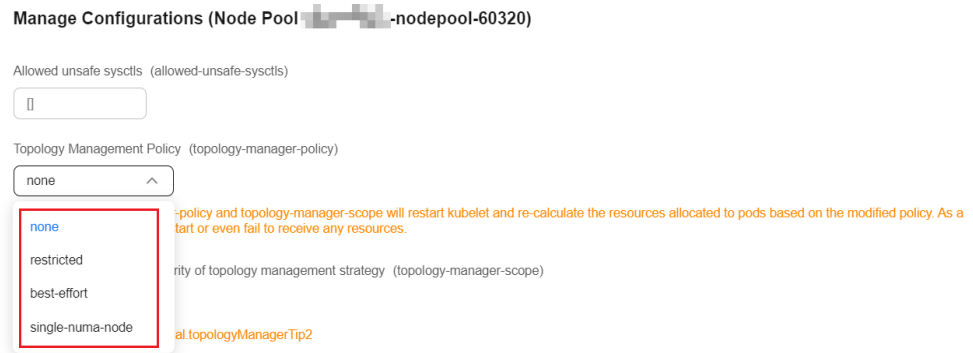 Manage Configurations (Node Pool -nodepool-60320)
Allowed unsafe sysctls (allowed-unsafe-sysctls)
[]
Topology Management Policy (topology-manager-policy)
none
-policy and topology-manager-scope will restart kubelet and re-calculate the resources allocated to pods based on the modified policy. As a
none
tart or even fail to receive any resources.
restricted
rity of topology management strategy (topology-manager-scope)
best-effort
single-numa-node
al.topologyManagerTip2